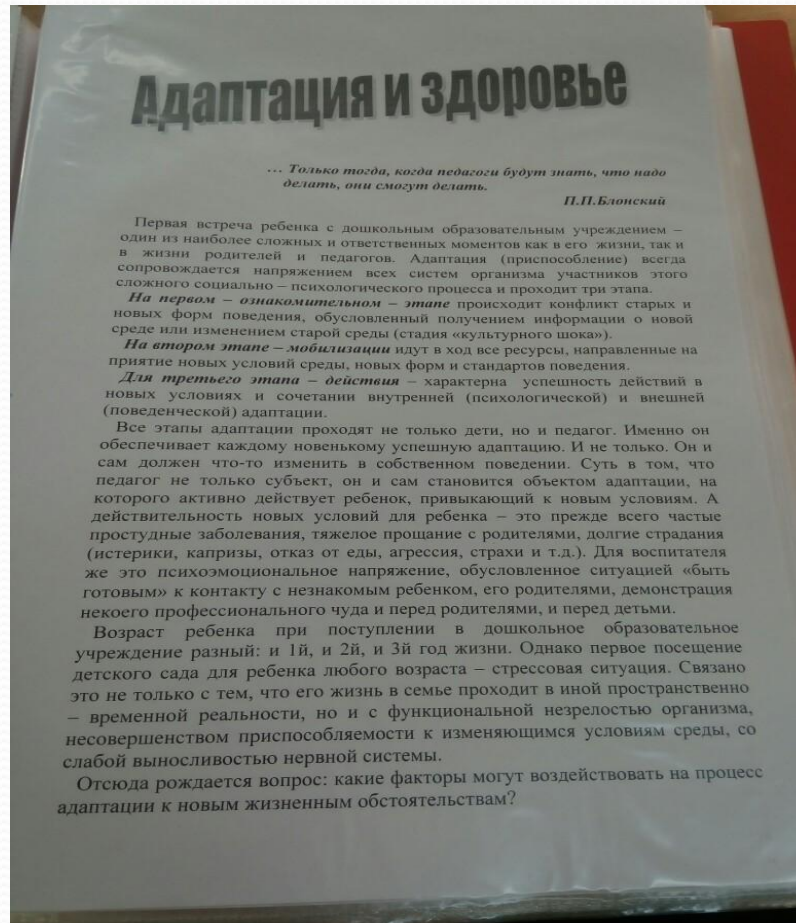 Адаптация и здоровье
... Только тогда, когда педагоги будут знать, что надо
делать, они смогут делать.
П.П.Блонский
Первая встреча ребенка с дошкольным образовательным учреждением –
один из наиболее сложных и ответственных моментов как в его жизни, так и
в жизни родителей и педагогов. Адаптация (приспособление) всегда
сопровождается напряжением всех систем организма участников этого
сложного социально – психологического процесса и проходит три этапа.
На первом – ознакомительном – этапе происходит конфликт старых и
новых форм поведения, обусловленный получением информации о новой
среде или изменением старой среды (стадия «культурного шока»).
На втором этапе – мобилизации идут в ход все ресурсы, направленные на
приятие новых условий среды, новых форм и стандартов поведения.
Для третьего этапа – действия – характерна успешность действий в
новых условиях и сочетании внутренней (психологической) и внешней
(поведенческой) адаптации.
Все этапы адаптации проходят не только дети, но и педагог. Именно он
обеспечивает каждому новенькому успешную адаптацию. И не только. Он и
сам должен что-то изменить в собственном поведении. Суть в том, что
педагог не только субъект, он и сам становится объектом адаптации, на
которого активно действует ребенок, привыкающий к новым условиям. А
действительность новых условий для ребенка – это прежде всего частые
простудные заболевания, тяжелое прощание с родителями, долгие страдания
(истерики, капризы, отказ от еды, агрессия, страхи и т.д.). Для воспитателя
же это психоэмоциональное напряжение, обусловленное ситуацией «быть
готовым» к контакту с незнакомым ребенком, его родителями, демонстрация
некоего профессионального чуда и перед родителями, и перед детьми.
Возраст ребенка при поступлении в дошкольное образовательное
учреждение разный: и 1й, и 2й, и 3й год жизни. Однако первое посещение
детского сада для ребенка любого возраста – стрессовая ситуация. Связано
это не только с тем, что его жизнь в семье проходит в иной пространственно
– временной реальности, но и с функциональной незрелостью организма,
несовершенством приспособляемости к изменяющимся условиям среды, со
слабой выносливостью нервной системы.
Отсюда рождается вопрос: какие факторы могут воздействовать на процесс
адаптации к новым жизненным обстоятельствам?